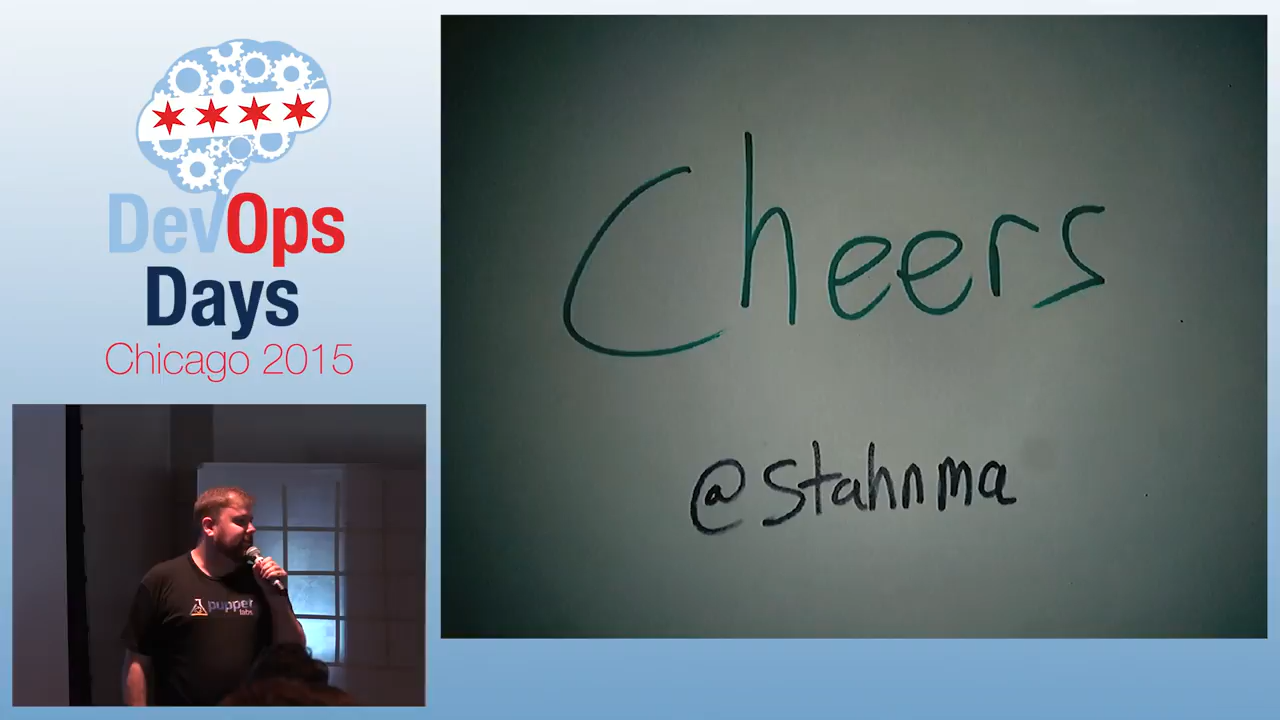 DevOps
Days
Chicago 2015
Cheers
@stahnma
puppet
labs